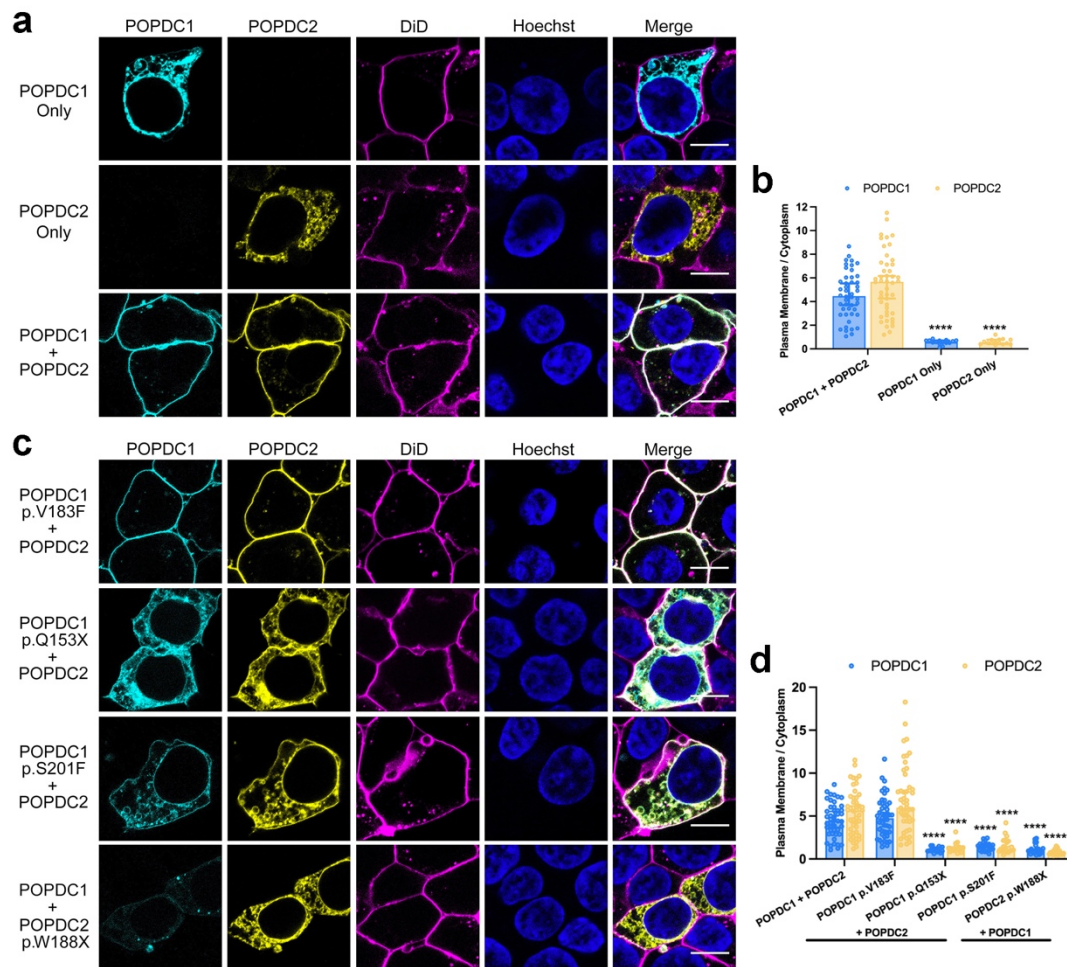 a
POPDC1 POPDC2 DiD Hoechst Merge
POPDC1
Only
POPDC2
Only
POPDC1
+
POPDC2
b
POPDC1 POPDC2
Plasma Membrane / Cytoplasm
12
10
8
6
4
2
0
**** ****
POPDC1 + POPDC2
POPDC1 Only
POPDC2 Only
c
POPDC1 POPDC2 DiD Hoechst Merge
POPDC1
p.V183F
+
POPDC2
POPDC1
p.Q153X
+
POPDC2
POPDC1
p.S201F
+
POPDC2
POPDC1
+
POPDC2
p.W188X
d
POPDC1 POPDC2
Plasma Membrane / Cytoplasm
20
15
10
5
0
**** **** **** **** **** ****
POPDC1 + POPDC2
POPDC1 p.V183F
POPDC1 p.Q153X
POPDC1 p.S201F
POPDC2 p.W188X
+ POPDC2 + POPDC1